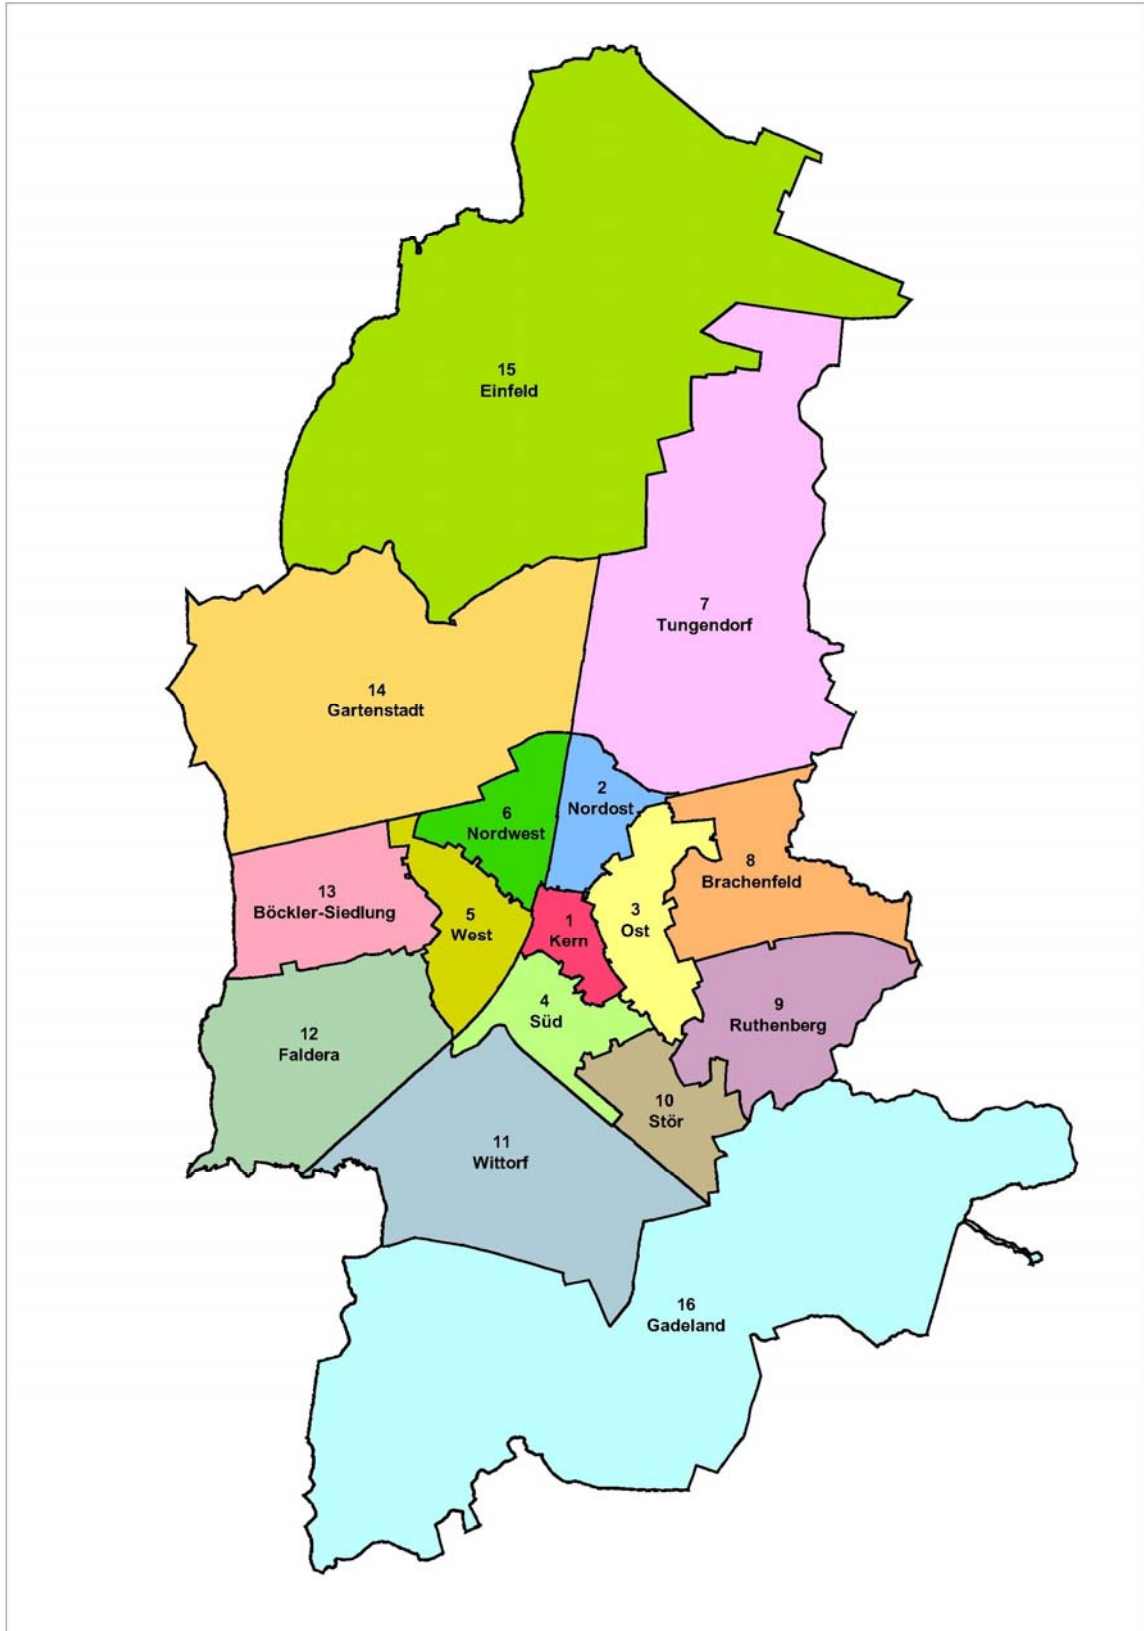 15
Einfeld
7
Tungendorf
14
Gartenstadt
2
Nordost
6
Nordwest
8
Brachenfeld
13
Böckler-Siedlung
5
West
1
Kern
3
Ost
4
Süd
9
Ruthenberg
12
Faldera
10
Stör
11
Wittorf
16
Gadeland